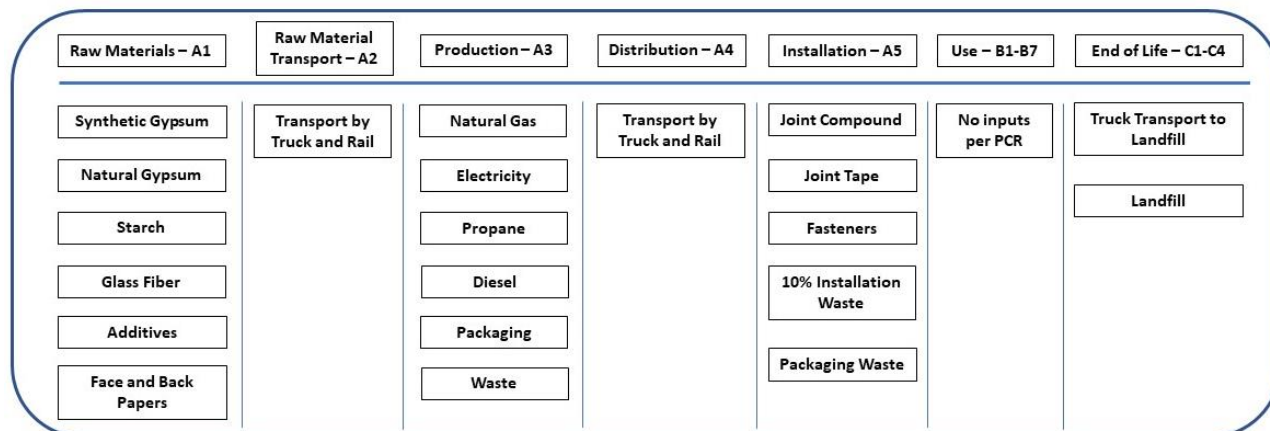 Raw Materials – A1
Raw Material
Transport – A2
Production – A3
Distribution – A4
Installation – A5
Use – B1-B7
End of Life – C1-C4
Synthetic Gypsum
Natural Gypsum
Starch
Glass Fiber
Additives
Face and Back
Papers
Transport by
Truck and Rail
Natural Gas
Electricity
Propane
Diesel
Packaging
Waste
Transport by
Truck and Rail
Joint Compound
Joint Tape
Fasteners
10% Installation
Waste
Packaging Waste
No inputs
per PCR
Truck Transport to
Landfill
Landfill